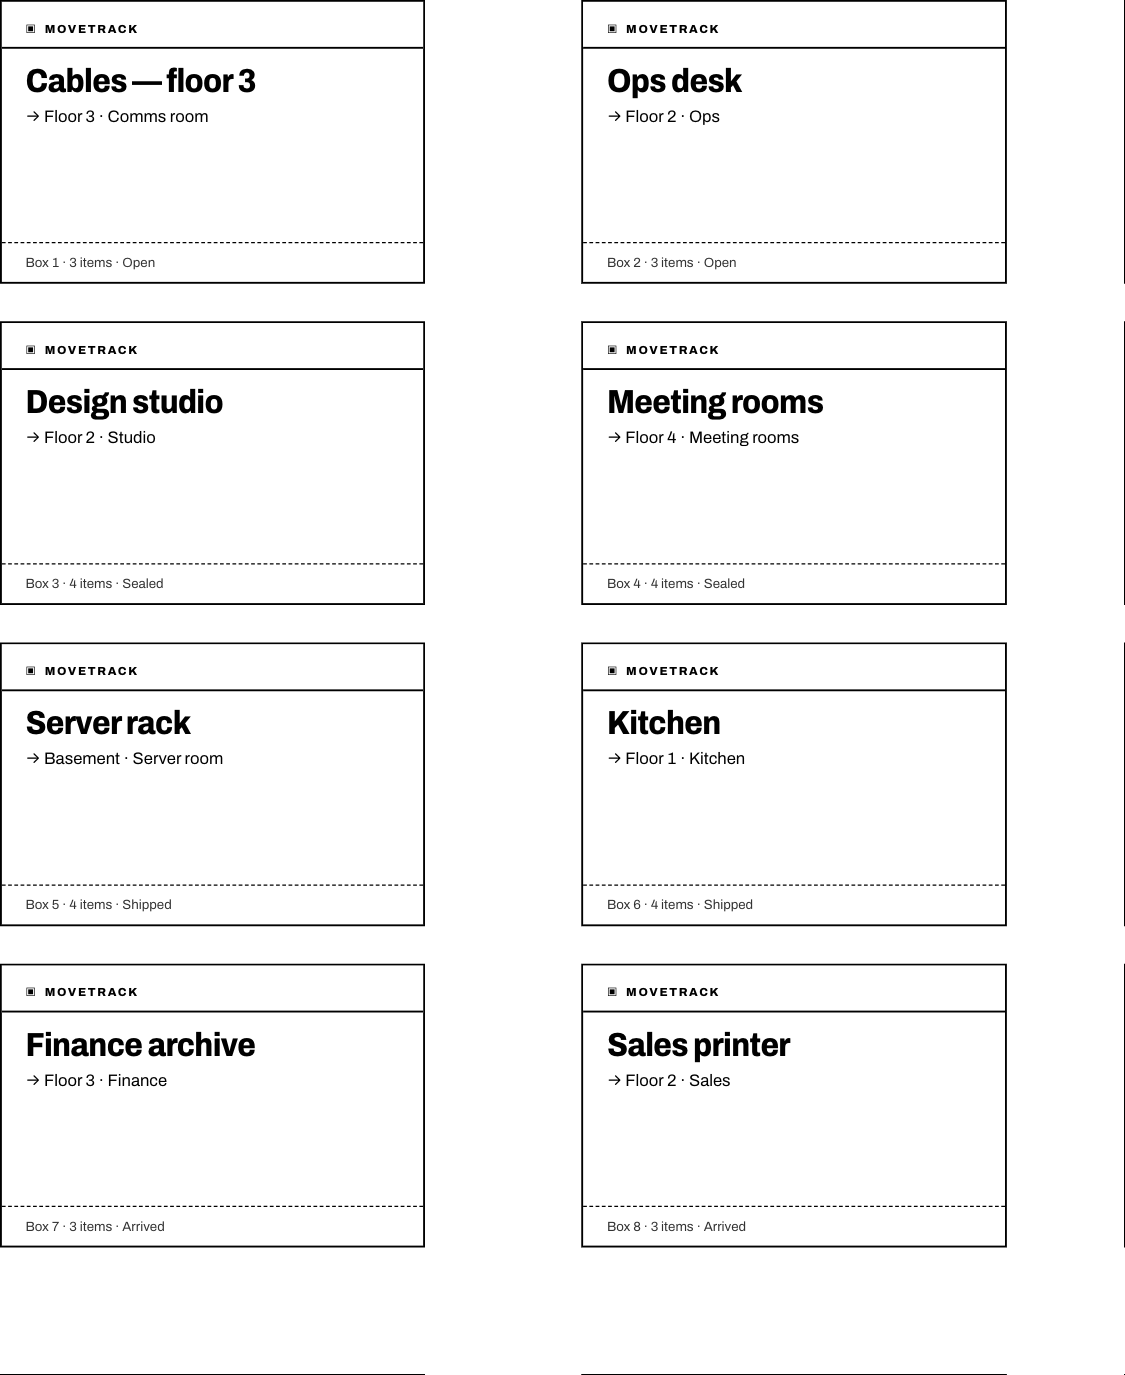 ▣ MOVETRACK
Cables — floor 3
→ Floor 3 · Comms room
Box 1 · 3 items · Open
▣ MOVETRACK
Ops desk
→ Floor 2 · Ops
Box 2 · 3 items · Open
▣ MOVETRACK
Design studio
→ Floor 2 · Studio
Box 3 · 4 items · Sealed
▣ MOVETRACK
Meeting rooms
→ Floor 4 · Meeting rooms
Box 4 · 4 items · Sealed
▣ MOVETRACK
Server rack
→ Basement · Server room
Box 5 · 4 items · Shipped
▣ MOVETRACK
Kitchen
→ Floor 1 · Kitchen
Box 6 · 4 items · Shipped
▣ MOVETRACK
Finance archive
→ Floor 3 · Finance
Box 7 · 3 items · Arrived
▣ MOVETRACK
Sales printer
→ Floor 2 · Sales
Box 8 · 3 items · Arrived